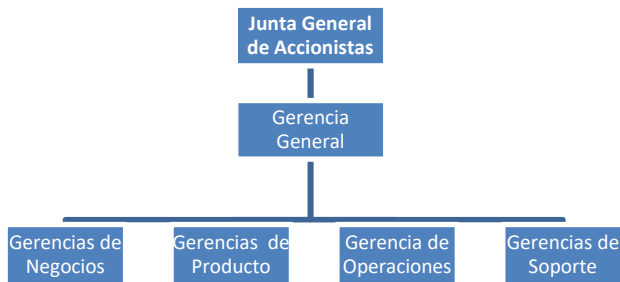 Junta General
de Accionistas
Gerencia
General
Gerencias de
Negocios
Gerencias de
Producto
Gerencia de
Operaciones
Gerencias de
Soporte